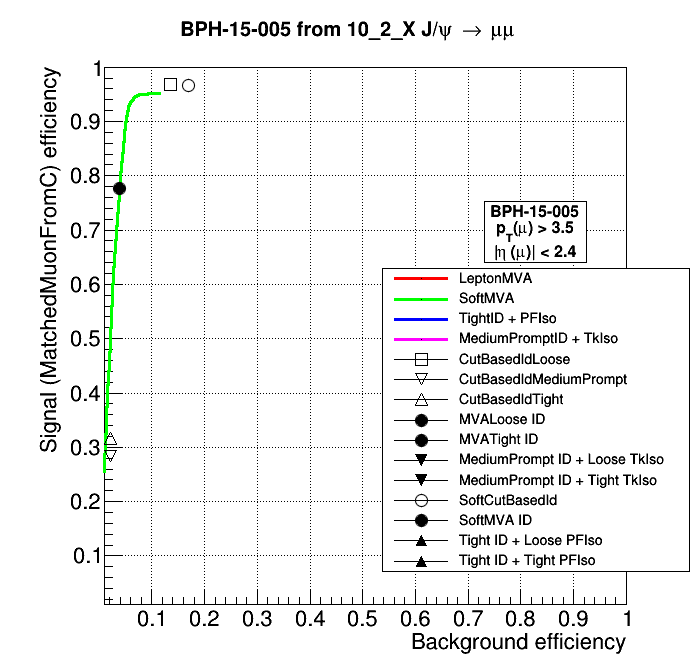 BPH-15-005 from 10_2_X J/ψ → μμ
Signal (MatchedMuonFromC) efficiency
1
0.9
0.8
0.7
0.6
0.5
0.4
0.3
0.2
0.1
BPH-15-005
pT(μ) > 3.5
|η (μ)| < 2.4
LeptonMVA
SoftMVA
TightID + PFIso
MediumPromptID + TkIso
CutBasedIdLoose
CutBasedIdMediumPrompt
CutBasedIdTight
MVALoose ID
MVATight ID
MediumPrompt ID + Loose TkIso
MediumPrompt ID + Tight TkIso
SoftCutBasedId
SoftMVA ID
Tight ID + Loose PFIso
Tight ID + Tight PFIso
0.1 0.2 0.3 0.4 0.5 0.6 0.7 0.8 0.9 1
Background efficiency